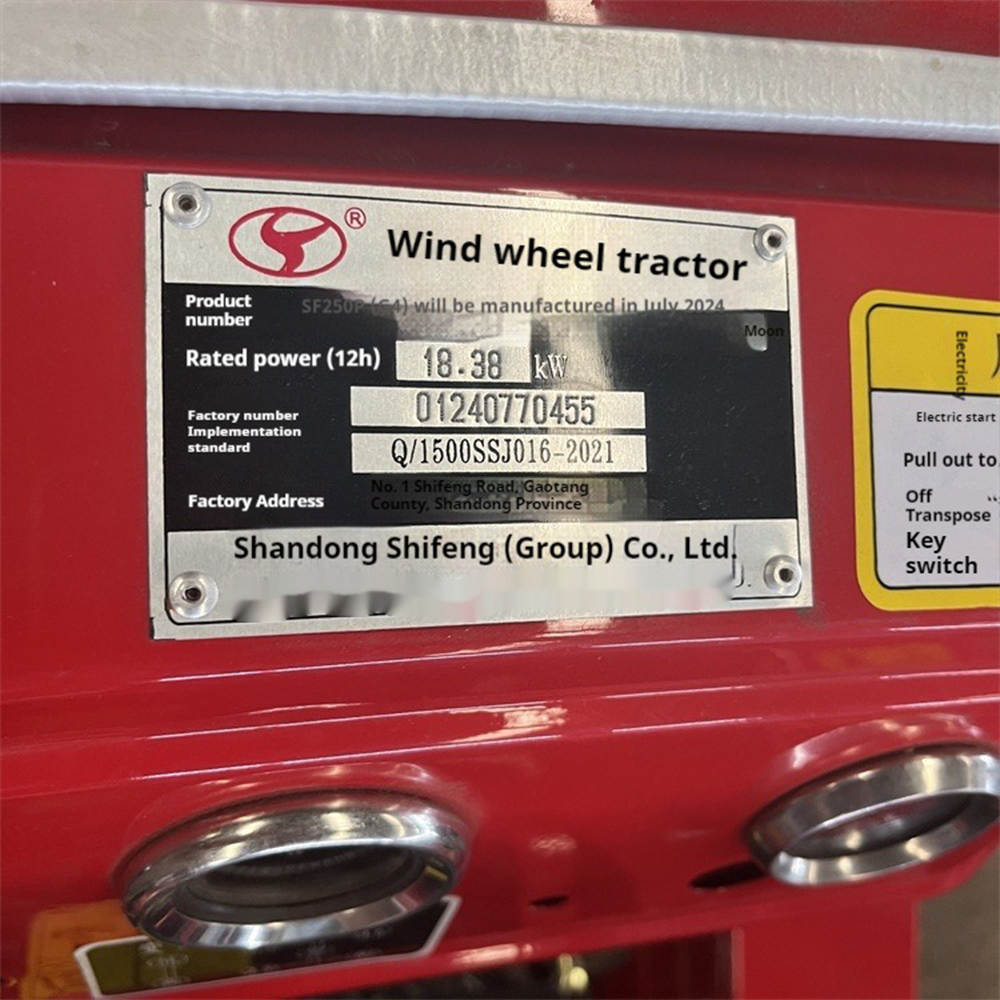 ®
Wind wheel tractor
Product
number
SF250P (G4) will be manufactured in July 2024
Moon
Rated power (12h)
18.38 kW
01240770455
Factory number
Implementation
standard
Q/1500SSJ016-2021
Factory Address
No. 1 Shifeng Road, Gaotang
County, Shandong Province
Shandong Shifeng (Group) Co., Ltd.
Electricity
Electric start
Pull out to
Off
Transpose
Key
switch